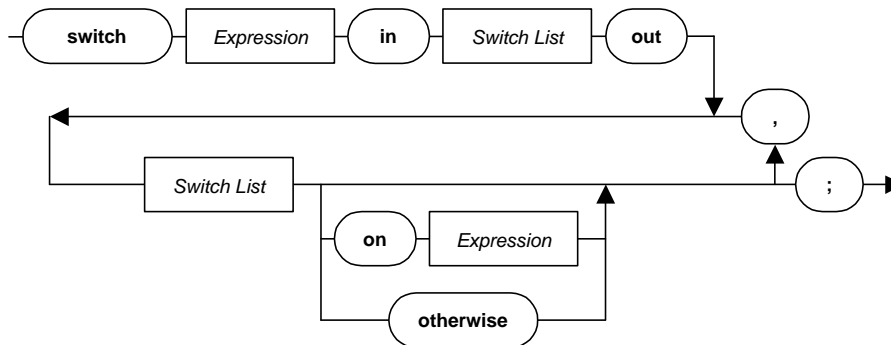 switch Expression in Switch List out
,
Switch List ;
on Expression
otherwise